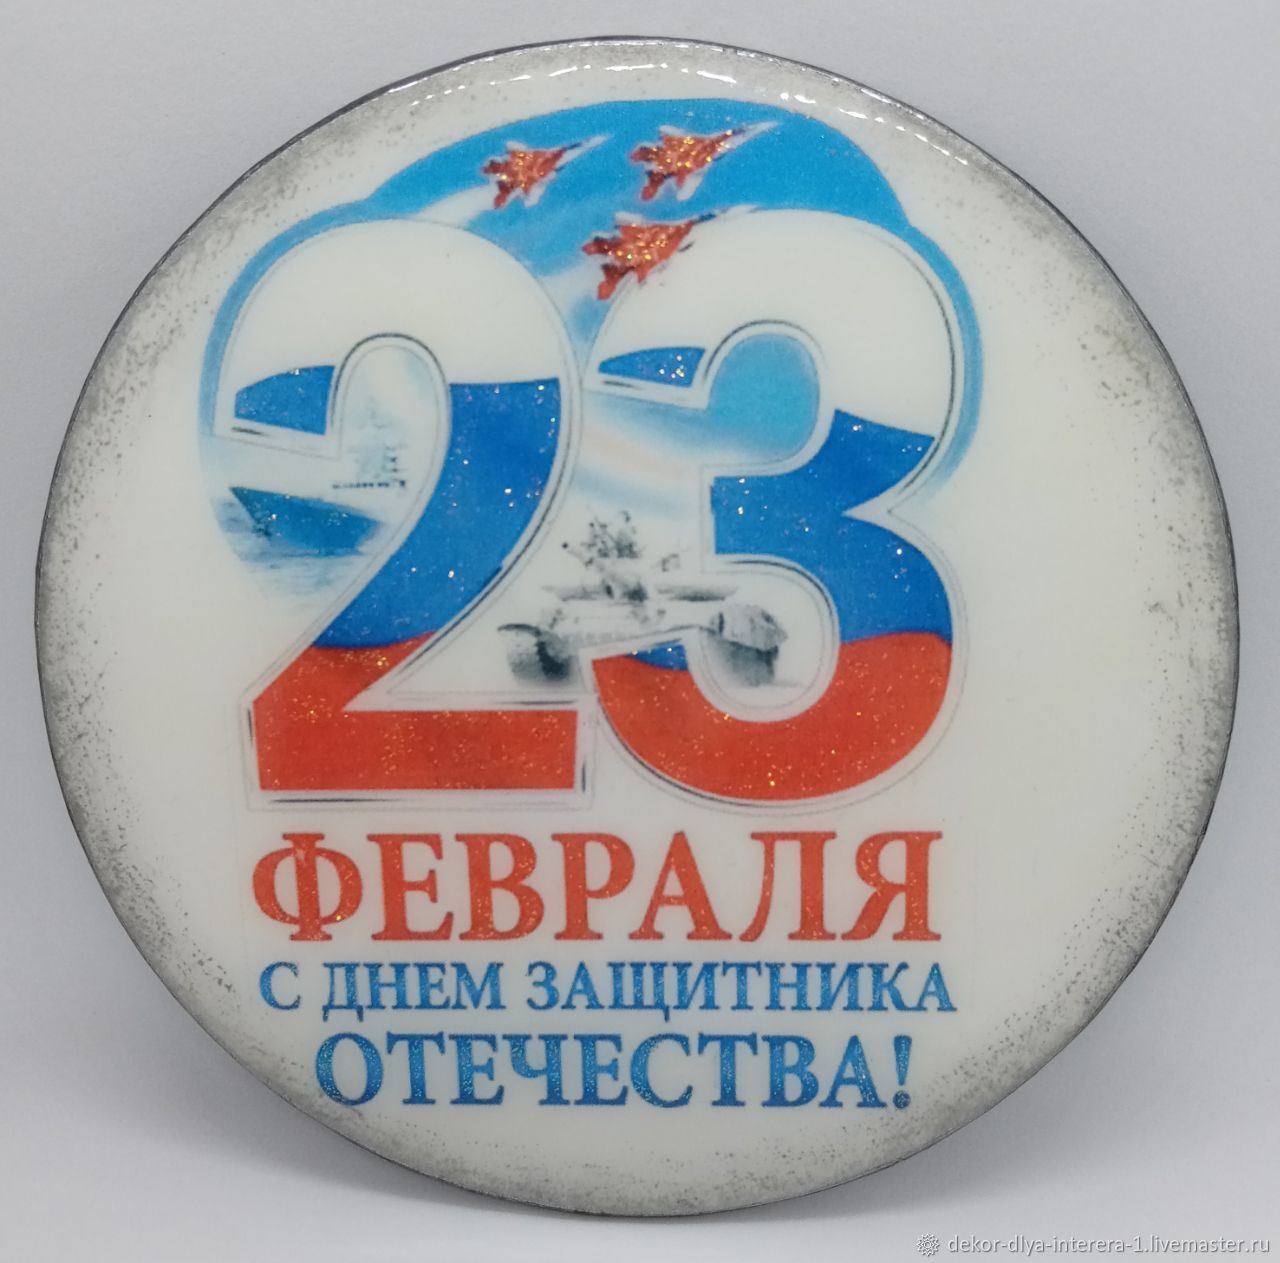 23
ФЕВРАЛЯ
С ДНЕМ ЗАЩИТНИКА
ОТЕЧЕСТВА!
dekor-dlya-interera-1.livemaster.ru